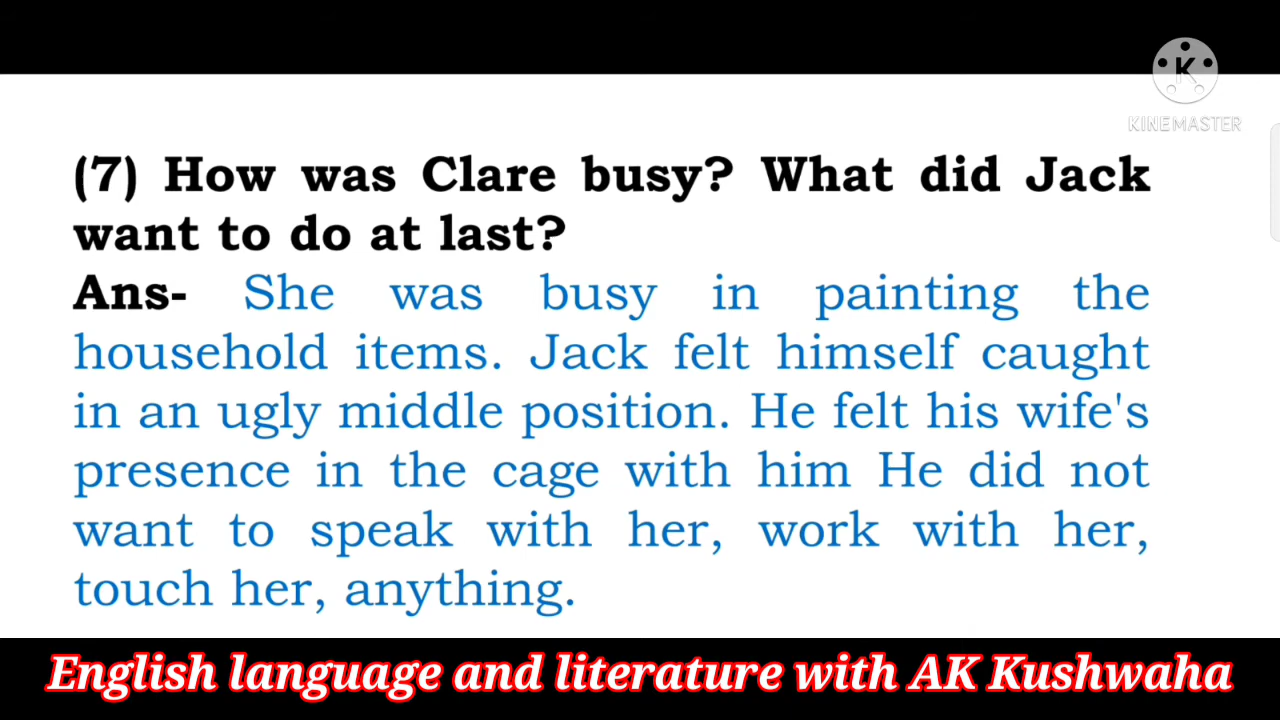 KINEMASTER
(7) How was Clare busy? What did Jack
want to do at last?
Ans- She was busy in painting the
household items. Jack felt himself caught
in an ugly middle position. He felt his wife's
presence in the cage with him He did not
want to speak with her, work with her,
touch her, anything.
English language and literature with AK Kushwaha